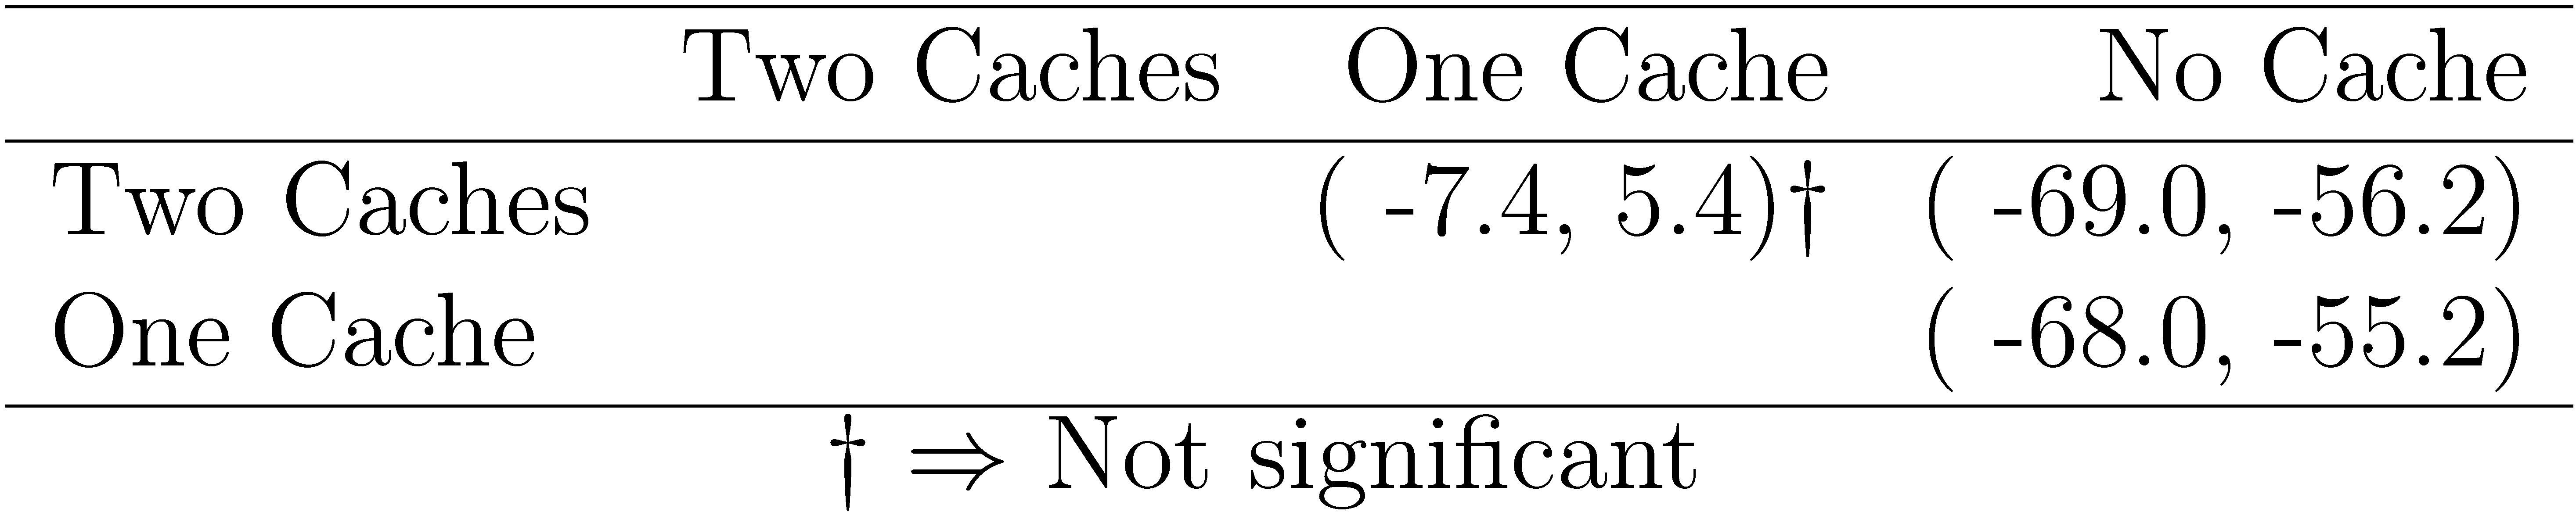 Two Caches One Cache No Cache
Two Caches ( -7.4, 5.4)† ( -69.0, -56.2)
One Cache ( -68.0, -55.2)
† ⇒ Not significant